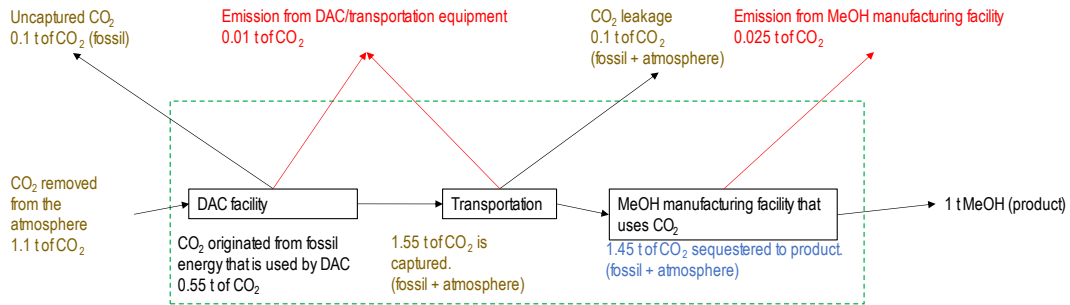 Uncaptured CO₂
0.1 t of CO₂ (fossil)
Emission from DAC/transportation equipment
0.01 t of CO₂
CO₂ leakage
0.1 t of CO₂
(fossil + atmosphere)
Emission from MeOH manufacturing facility
0.025 t of CO₂
CO₂ removed
from the
atmosphere
1.1 t of CO₂
DAC facility
CO₂ originated from fossil
energy that is used by DAC
0.55 t of CO₂
Transportation
1.55 t of CO₂ is
captured.
(fossil + atmosphere)
MeOH manufacturing facility that
uses CO₂
1.45 t of CO₂ sequestered to product.
(fossil + atmosphere)
1 t MeOH (product)